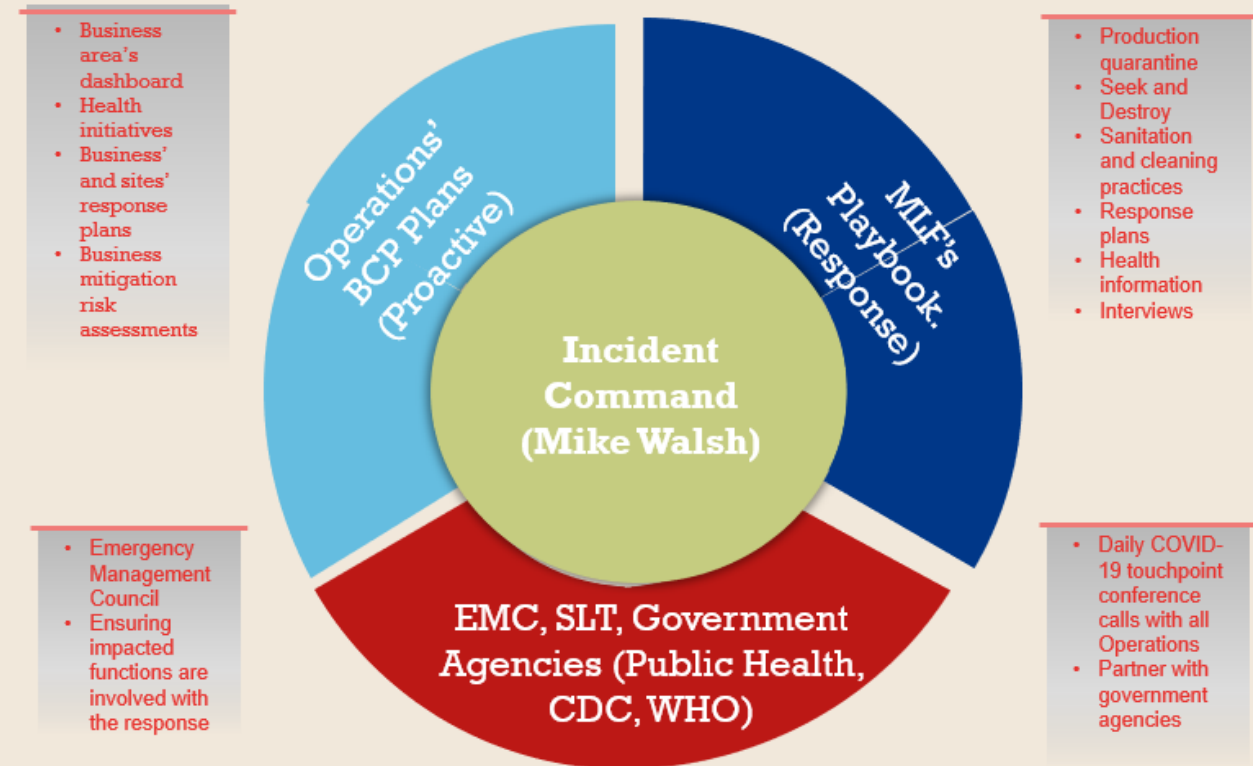 • Business
area's
dashboard
• Health
initiatives
• Business'
and sites'
response
plans
• Business
mitigation
risk
assessments
Operations'
BCP Plans
(Proactive)
MLF's
Playbook.
(Response)
• Production
quarantine
• Seek and
Destroy
• Sanitation
and cleaning
practices
• Response
plans
• Health
information
• Interviews
Incident
Command
(Mike Walsh)
• Emergency
Management
Council
• Ensuring
impacted
functions are
involved with
the response
EMC, SLT, Government
Agencies (Public Health,
CDC, WHO)
• Daily COVID-
19 touchpoint
conference
calls with all
Operations
• Partner with
government
agencies